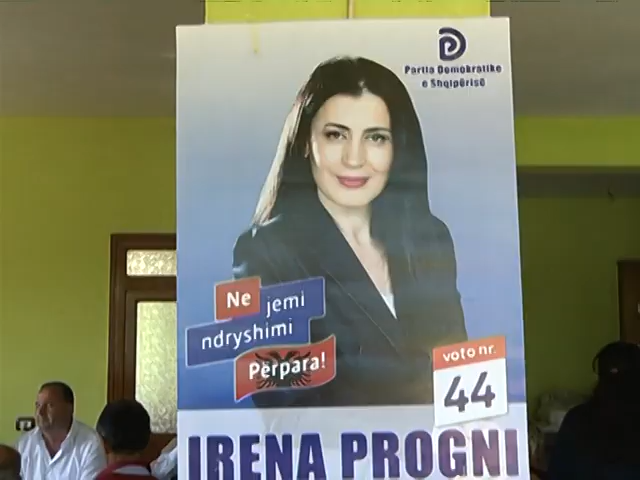 Partia Demokratike
e Shqipërisë
Ne jemi
ndryshimi
Përpara!
voto nr.
44
IRENA PROGNI